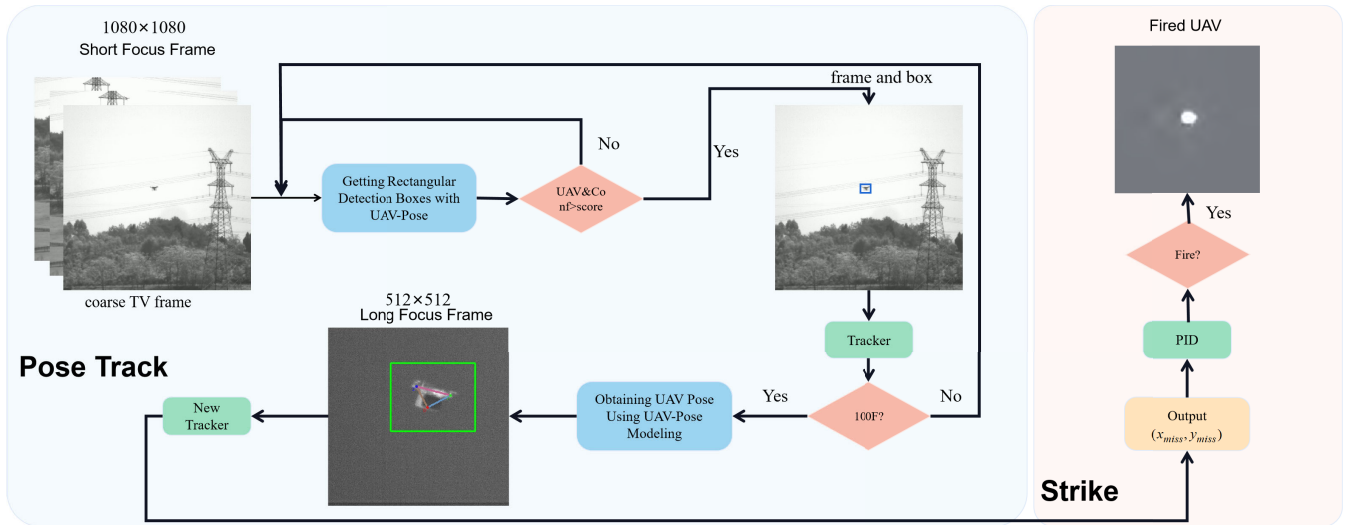 1080×1080
Short Focus Frame
coarse TV frame
Getting Rectangular
Detection Boxes with
UAV-Pose
No
UAV&Co
nf>score
Yes
frame and box
Tracker
100F?
No
Yes
Obtaining UAV Pose
Using UAV-Pose
Modeling
512×512
Long Focus Frame
New
Tracker
Pose Track
Fired UAV
Yes
Fire?
PID
Output
(x_miss, y_miss)
Strike